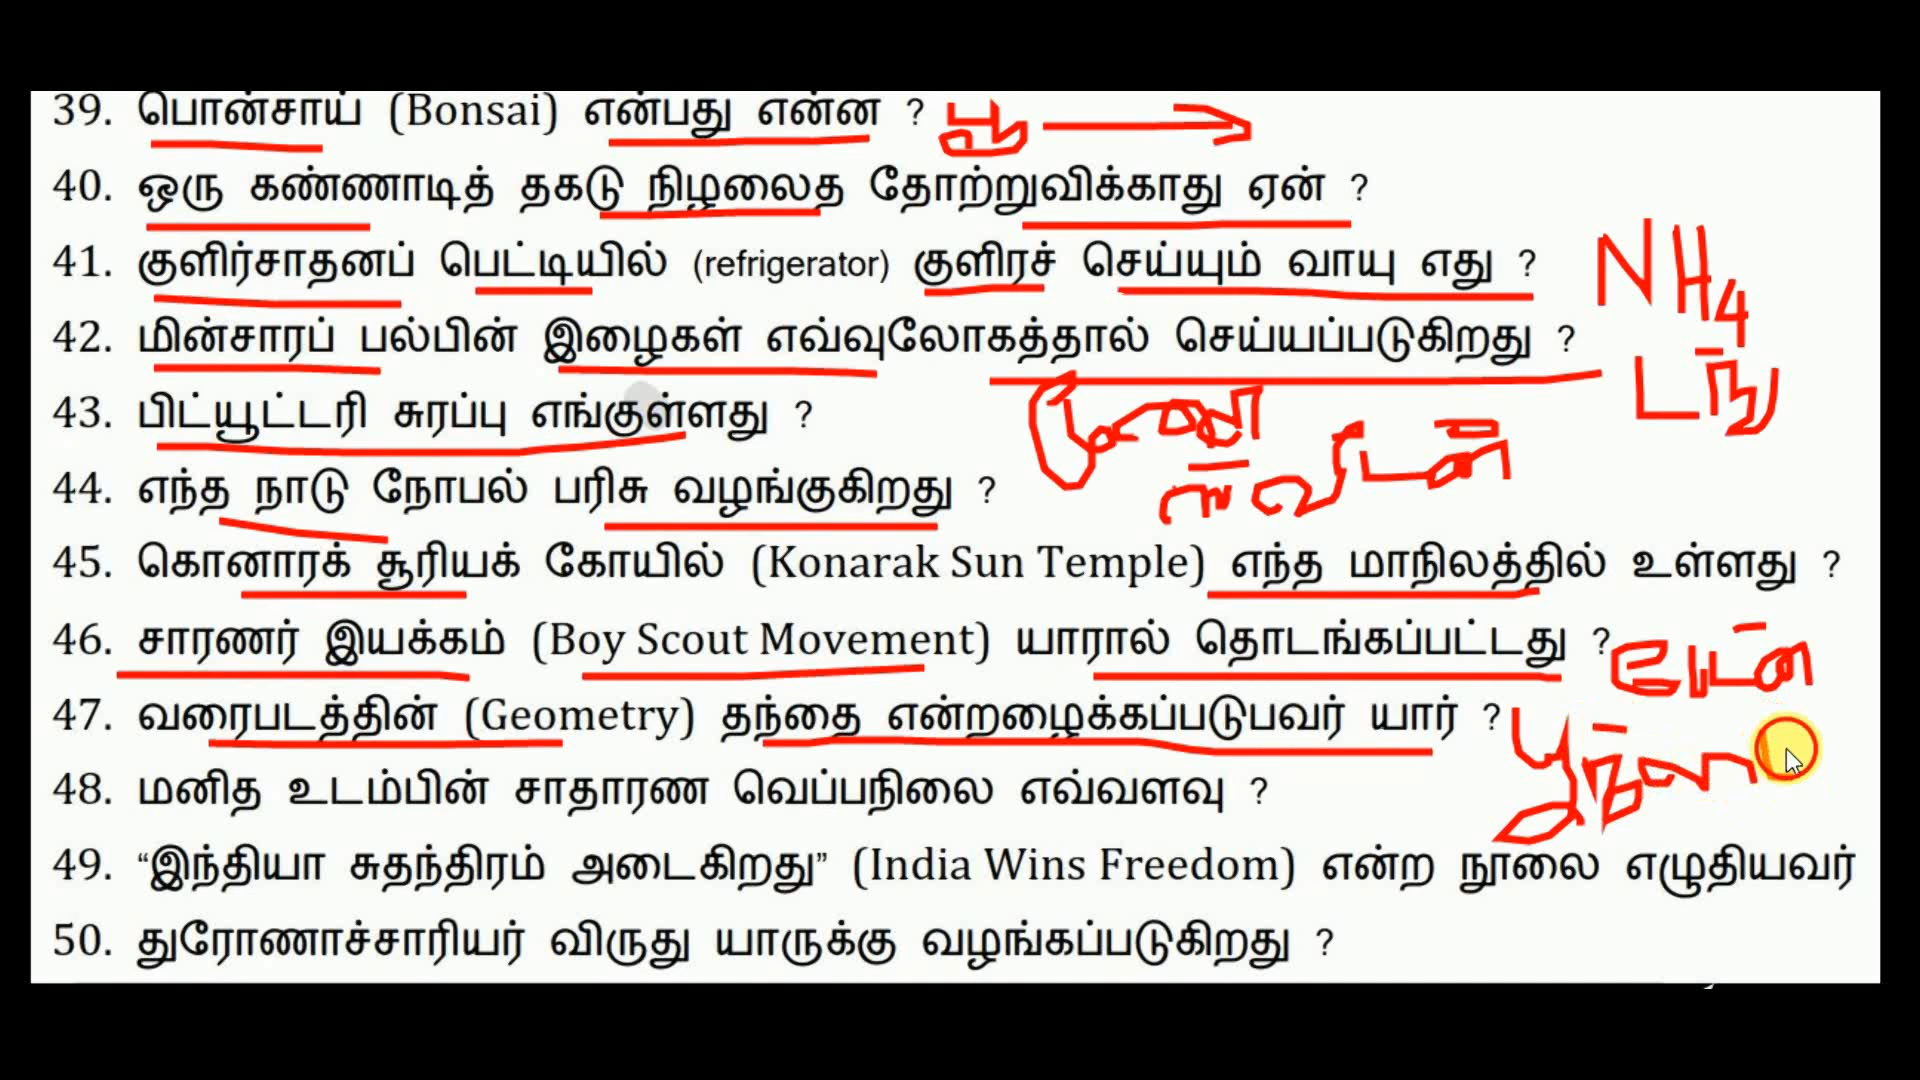 39. பொன்சாய் (Bonsai) என்பது என்ன ?
40. ஒரு கண்ணாடித் தகடு நிழலைத தோற்றுவிக்காது ஏன் ?
41. குளிர்சாதனப் பெட்டியில் (refrigerator) குளிரச் செய்யும் வாயு எது ? NH4
42. மின்சாரப் பல்பின் இழைகள் எவ்வுலோகத்தால் செய்யப்படுகிறது ?
43. பிட்யூட்டரி சுரப்பு எங்குள்ளது ?
44. எந்த நாடு நோபல் பரிசு வழங்குகிறது ?
45. கொனாரக் சூரியக் கோயில் (Konarak Sun Temple) எந்த மாநிலத்தில் உள்ளது ?
46. சாரணர் இயக்கம் (Boy Scout Movement) யாரால் தொடங்கப்பட்டது ?
47. வரைபடத்தின் (Geometry) தந்தை என்றழைக்கப்படுபவர் யார் ?
48. மனித உடம்பின் சாதாரண வெப்பநிலை எவ்வளவு ?
49. “இந்தியா சுதந்திரம் அடைகிறது” (India Wins Freedom) என்ற நூலை எழுதியவர்
50. துரோணாச்சாரியர் விருது யாருக்கு வழங்கப்படுகிறது ?